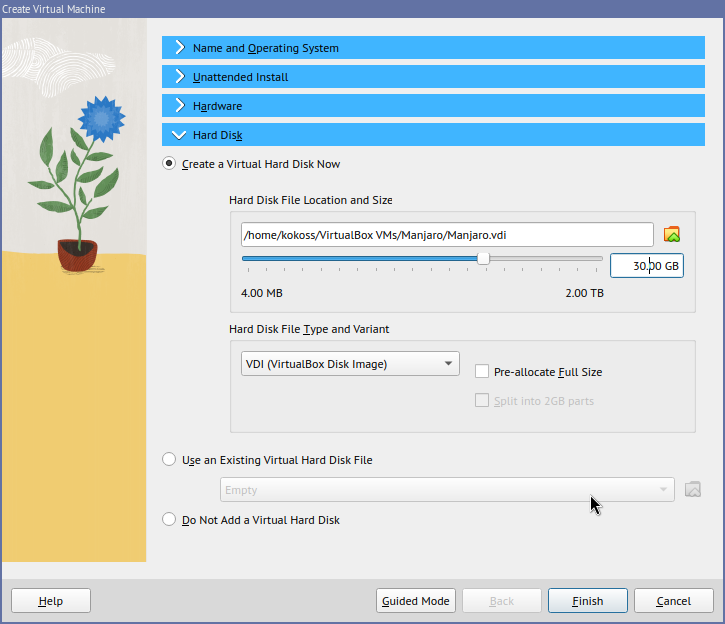 Create Virtual Machine
Name and Operating System
Unattended Install
Hardware
Hard Disk
Create a Virtual Hard Disk Now
Hard Disk File Location and Size
/home/kokoss/VirtualBox VMs/Manjaro/Manjaro.vdi
30.00 GB
4.00 MB 2.00 TB
Hard Disk File Type and Variant
VDI (VirtualBox Disk Image)
Pre-allocate Full Size
Split into 2GB parts
Use an Existing Virtual Hard Disk File
Empty
Do Not Add a Virtual Hard Disk
Help Guided Mode Back Finish Cancel